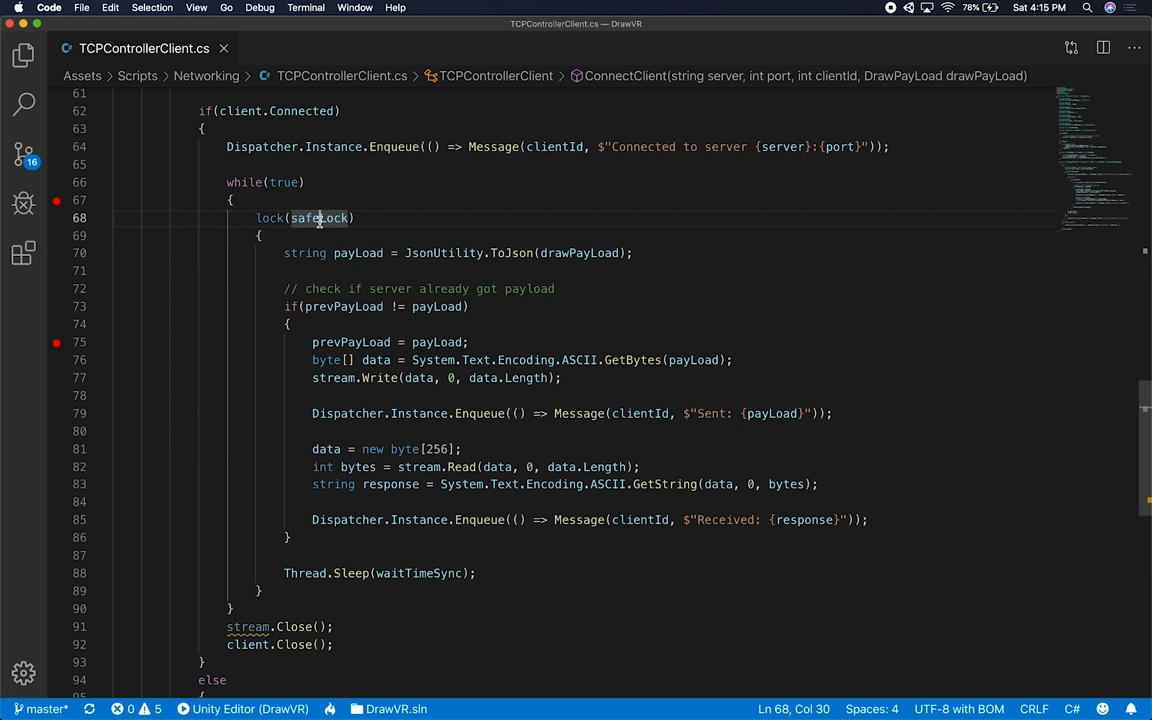 Code File Edit Selection View Go Debug Terminal Window Help 78% Sat 4:15 PM
TCPControllerClient.cs — DrawVR
TCPControllerClient.cs
Assets > Scripts > Networking > TCPControllerClient.cs > TCPControllerClient > ConnectClient(string server, int port, int clientId, DrawPayLoad drawPayLoad)
61
62 if(client.Connected)
63 {
64 Dispatcher.Instance.Enqueue(() => Message(clientId, $"Connected to server {server}:{port}"));
65
66 while(true)
67 {
68 lock(safeLock)
69 {
70 string payLoad = JsonUtility.ToJson(drawPayLoad);
71
72 // check if server already got payload
73 if(prevPayLoad != payLoad)
74 {
75 prevPayLoad = payLoad;
76 byte[] data = System.Text.Encoding.ASCII.GetBytes(payLoad);
77 stream.Write(data, 0, data.Length);
78
79 Dispatcher.Instance.Enqueue(() => Message(clientId, $"Sent: {payLoad}"));
80
81 data = new byte[256];
82 int bytes = stream.Read(data, 0, data.Length);
83 string response = System.Text.Encoding.ASCII.GetString(data, 0, bytes);
84
85 Dispatcher.Instance.Enqueue(() => Message(clientId, $"Received: {response}"));
86 }
87
88 Thread.Sleep(waitTimeSync);
89 }
90 }
91 stream.Close();
92 client.Close();
93 }
94 else
95 {
16
master* 0 5 Unity Editor (DrawVR) DrawVR.sln Ln 68, Col 30 Spaces: 4 UTF-8 with BOM CRLF C#